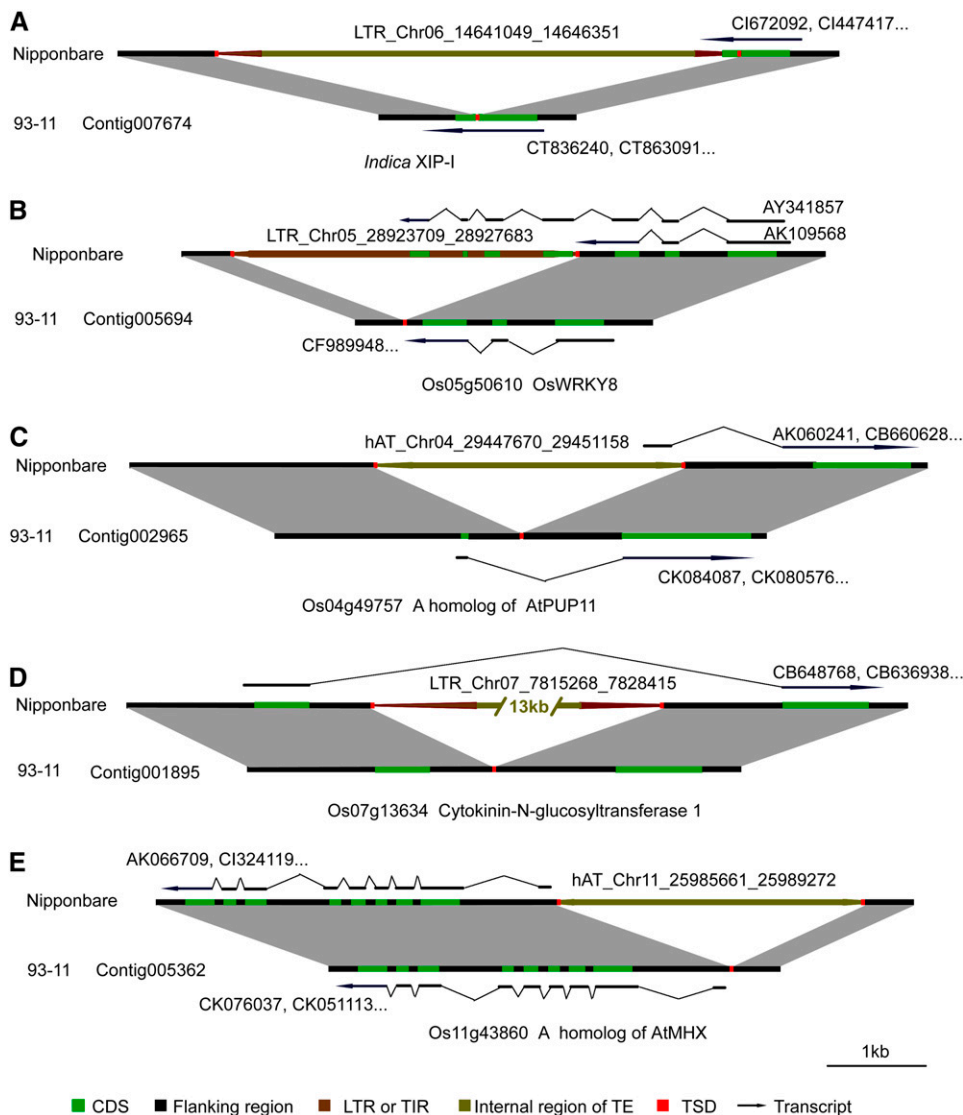 A
LTR_Chr06_14641049_14646351
CI672092, CI447417...
Nipponbare
93-11 Contig007674
CT836240, CT863091...
Indica XIP-I
B
AY341857
LTR_Chr05_28923709_28927683
AK109568
Nipponbare
93-11 Contig005694
CF989948...
Os05g50610 OsWRKY8
C
hAT_Chr04_29447670_29451158
AK060241, CB660628...
Nipponbare
93-11 Contig002965
CK084087, CK080576...
Os04g49757 A homolog of AtPUP11
D
CB648768, CB636938...
LTR_Chr07_7815268_7828415
Nipponbare
13kb
93-11 Contig001895
Os07g13634 Cytokinin-N-glucosyltransferase 1
E
AK066709, CI324119...
hAT_Chr11_25985661_25989272
Nipponbare
93-11 Contig005362
CK076037, CK051113...
Os11g43860 A homolog of AtMHX
1kb
CDS Flanking region LTR or TIR Internal region of TE TSD Transcript